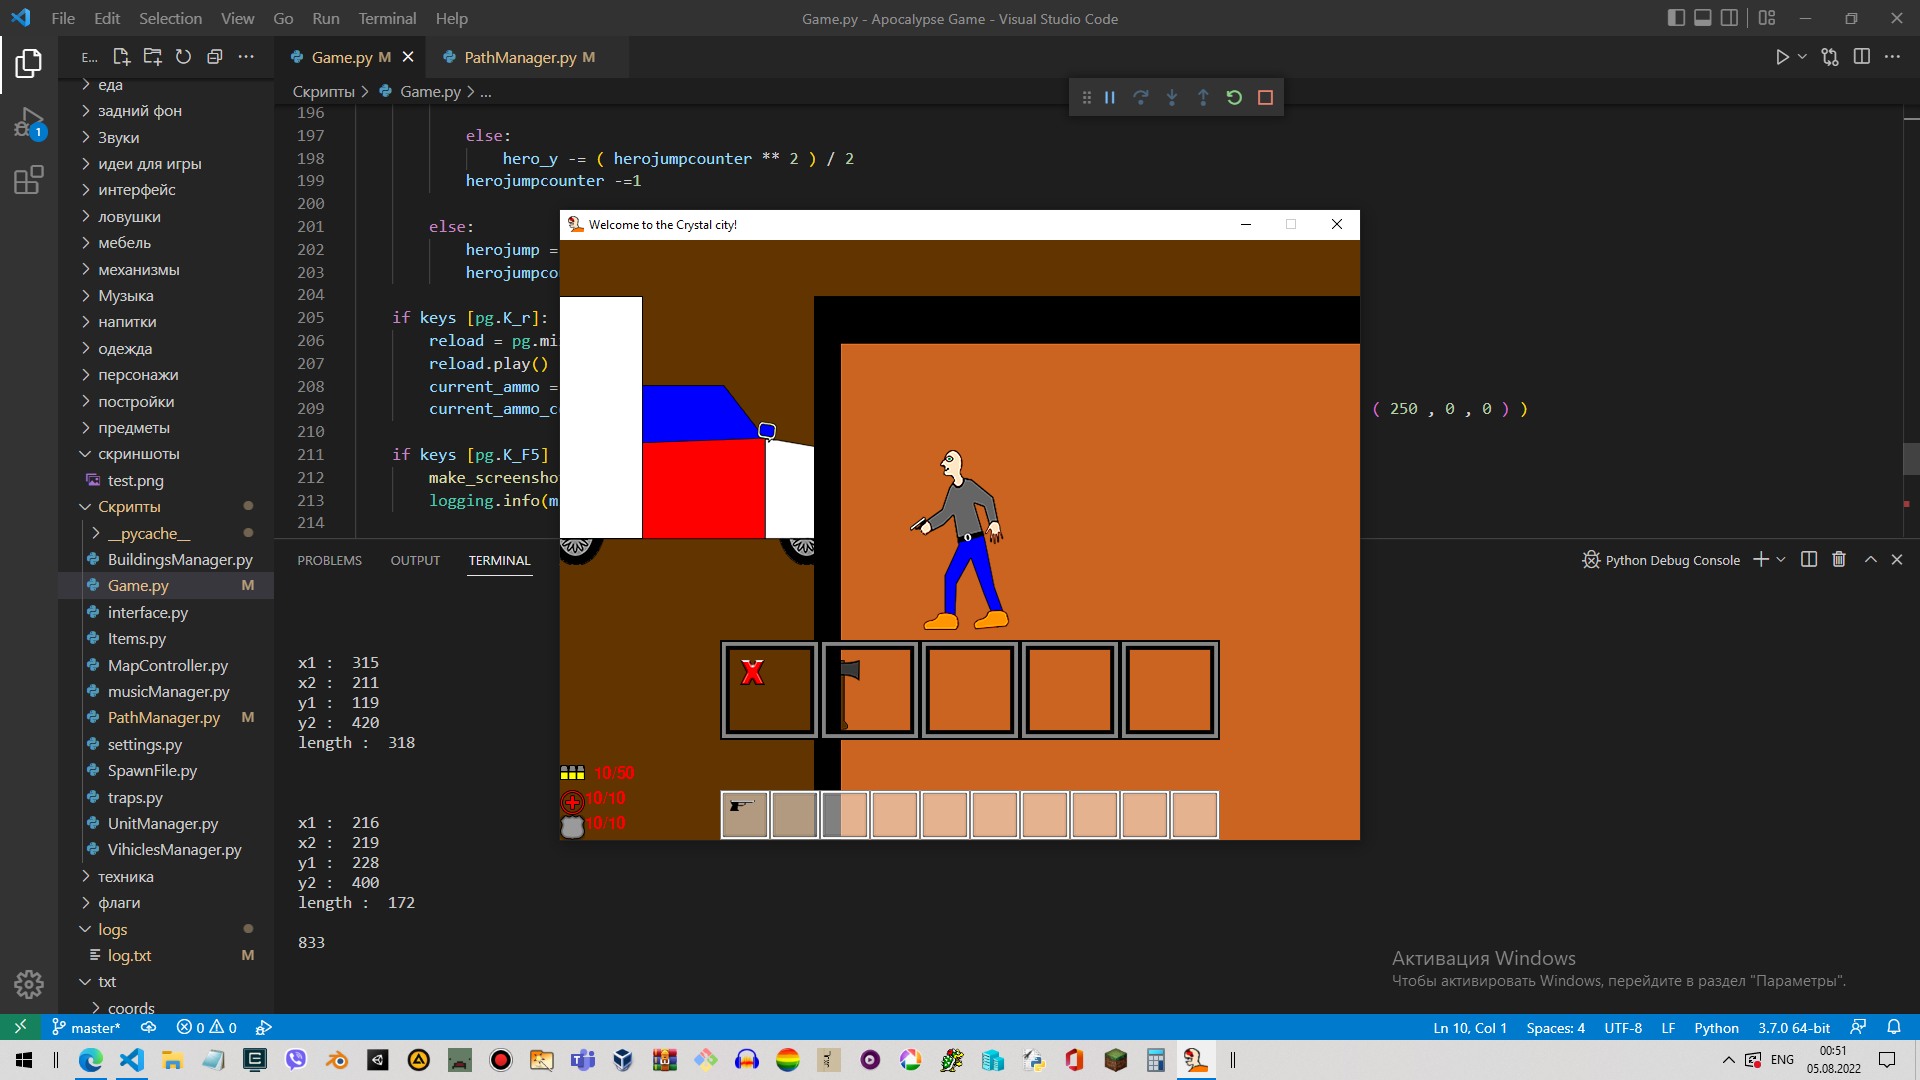 File Edit Selection View Go Run Terminal Help
Game.py - Apocalypse Game - Visual Studio Code
E...
Game.py M
PathManager.py M
Скрипты > Game.py > ...
еда
задний фон
Звуки
идеи для игры
интерфейс
ловушки
мебель
механизмы
Музыка
напитки
одежда
персонажи
постройки
предметы
скриншоты
test.png
Скрипты
__pycache__
BuildingsManager.py
Game.py M
interface.py
Items.py
MapController.py
musicManager.py
PathManager.py M
settings.py
SpawnFile.py
traps.py
UnitManager.py
VihiclesManager.py
техника
флаги
logs
log.txt M
txt
coords
1
196
197 else:
198 hero_y -= ( herojumpcounter ** 2 ) / 2
199 herojumpcounter -=1
200
201 else:
202 herojump =
203 herojumpco
204
205 if keys [pg.K_r]:
206 reload = pg.mi
207 reload.play()
208 current_ammo =
209 current_ammo_c ( 250 , 0 , 0 ) )
210
211 if keys [pg.K_F5]
212 make_screensho
213 logging.info(m
214
Welcome to the Crystal city!
X
10/50
10/10
10/10
PROBLEMS OUTPUT TERMINAL
Python Debug Console
x1 : 315
x2 : 211
y1 : 119
y2 : 420
length : 318
x1 : 216
x2 : 219
y1 : 228
y2 : 400
length : 172
833
Активация Windows
Чтобы активировать Windows, перейдите в раздел "Параметры".
master* 0 0
Ln 10, Col 1 Spaces: 4 UTF-8 LF Python 3.7.0 64-bit
ENG
00:51
05.08.2022